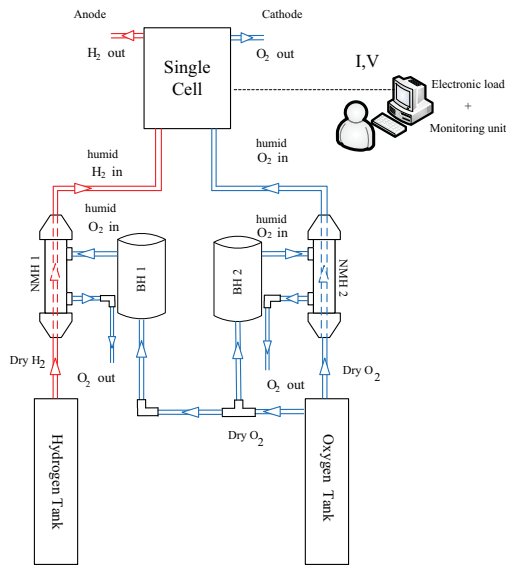 Anode
Cathode
H2 out
O2 out
Single
Cell
I,V
Electronic load
+
Monitoring unit
humid
H2 in
humid
O2 in
humid
O2 in
humid
O2 in
NMH 1
BH 1
BH 2
NMH 2
Dry H2
O2 out
O2 out
Dry O2
Dry O2
Hydrogen Tank
Oxygen Tank